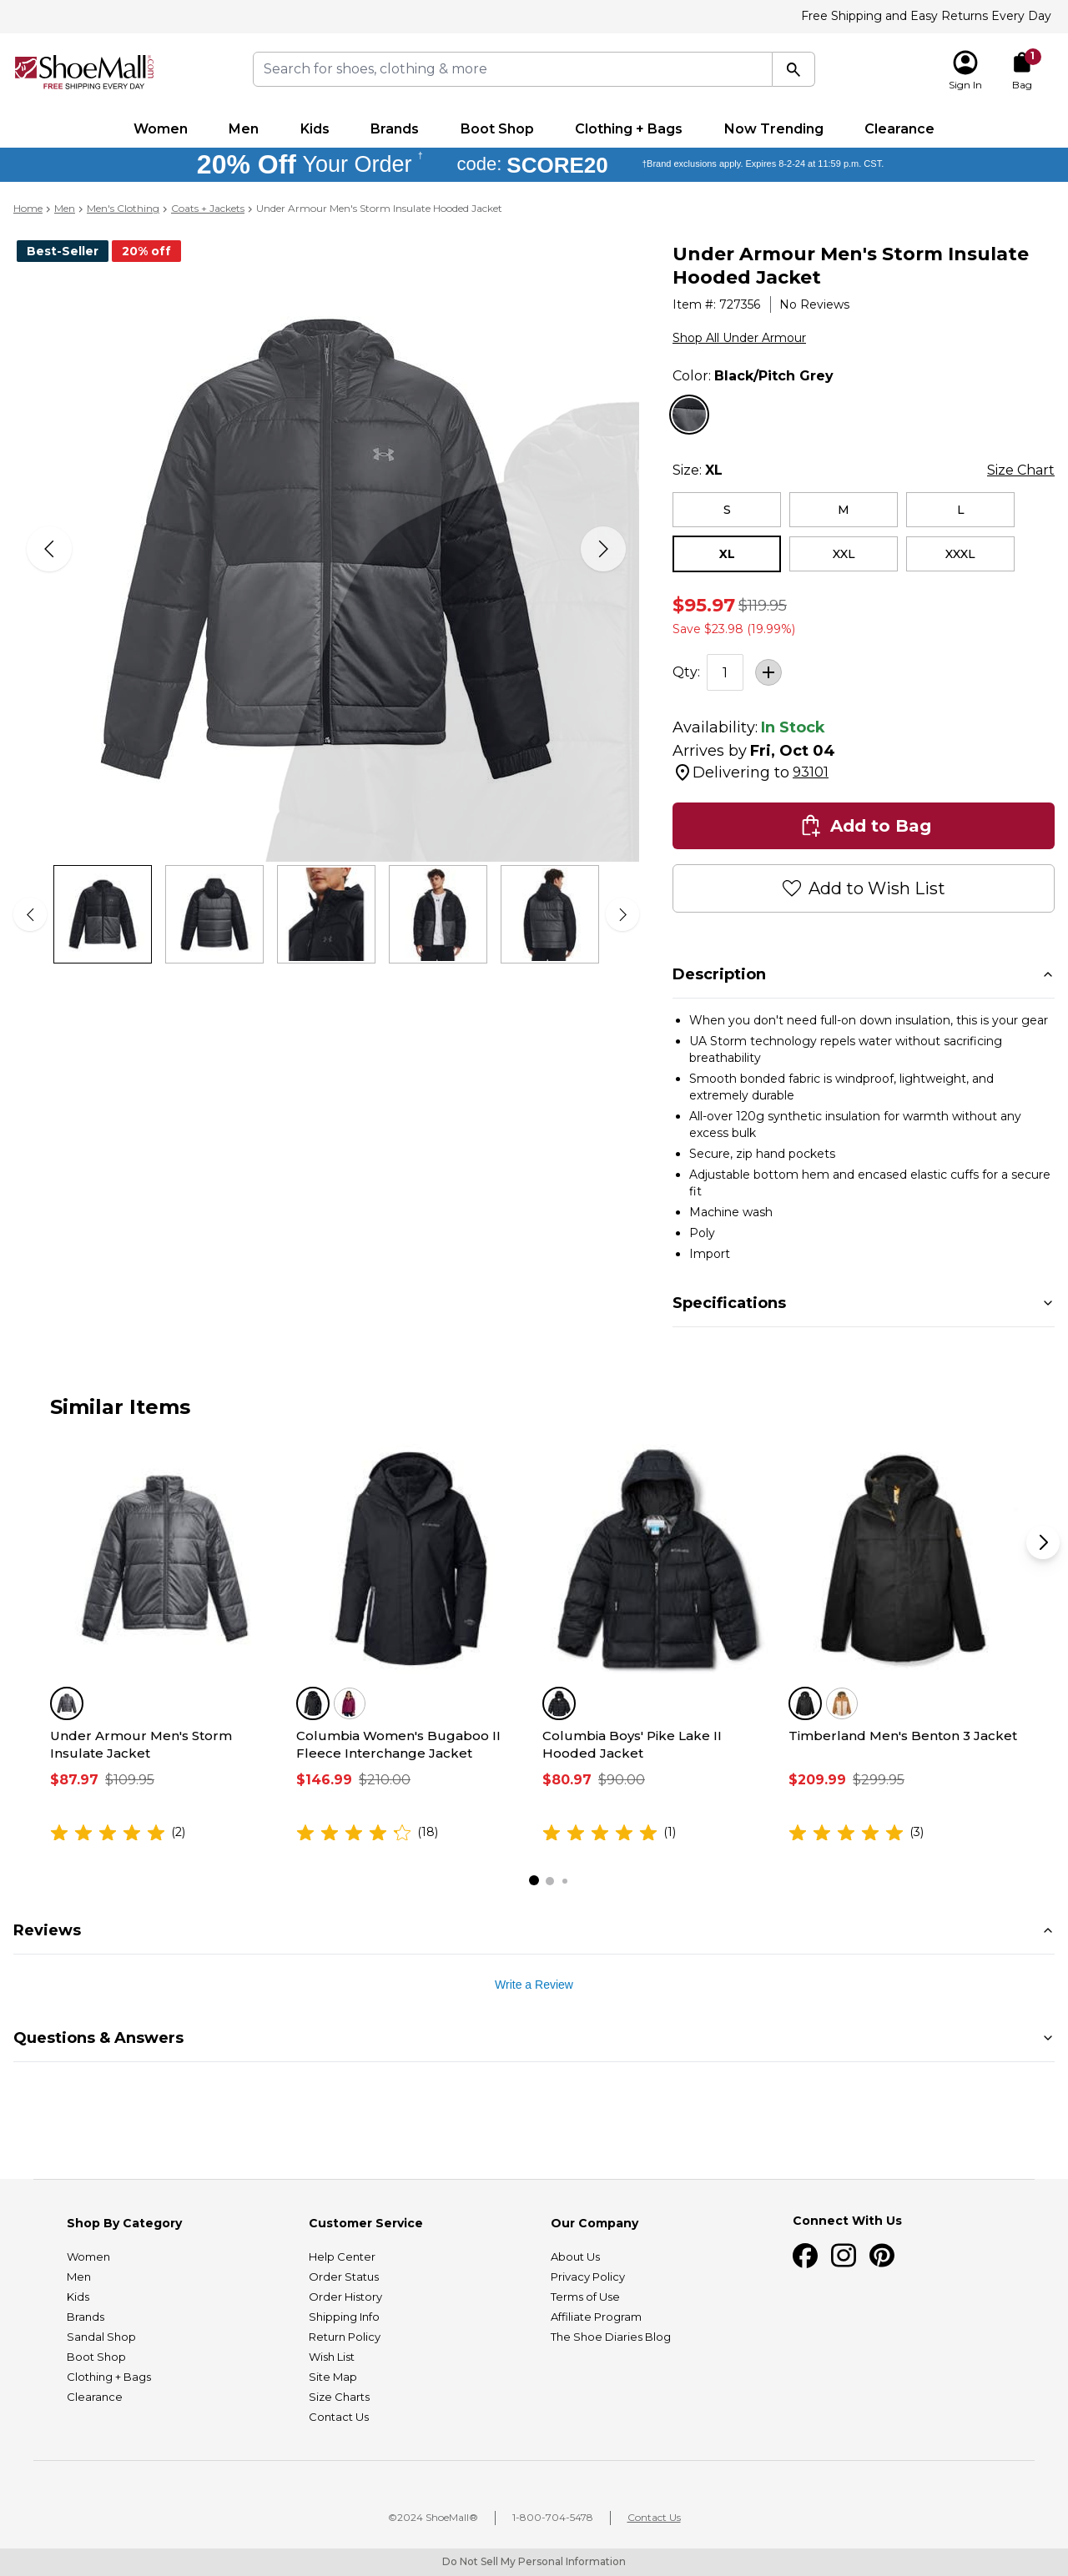 Free Shipping and Easy Returns Every Day
ShoeMall.com
FREE SHIPPING EVERY DAY
Search for shoes, clothing & more
Sign In
1
Bag
Women Men Kids Brands Boot Shop Clothing + Bags Now Trending Clearance
20% Off Your Order † code: SCORE20 †Brand exclusions apply. Expires 8-2-24 at 11:59 p.m. CST.
Home > Men > Men's Clothing > Coats + Jackets > Under Armour Men's Storm Insulate Hooded Jacket
Best-Seller 20% off
Under Armour Men's Storm Insulate
Hooded Jacket
Item #: 727356 | No Reviews
Shop All Under Armour
Color: Black/Pitch Grey
Size: XL Size Chart
S M L
XL XXL XXXL
$95.97 $119.95
Save $23.98 (19.99%)
Qty: 1 +
Availability: In Stock
Arrives by Fri, Oct 04
Delivering to 93101
Add to Bag
Add to Wish List
Description
• When you don't need full-on down insulation, this is your gear
• UA Storm technology repels water without sacrificing
breathability
• Smooth bonded fabric is windproof, lightweight, and
extremely durable
• All-over 120g synthetic insulation for warmth without any
excess bulk
• Secure, zip hand pockets
• Adjustable bottom hem and encased elastic cuffs for a secure
fit
• Machine wash
• Poly
• Import
Specifications
Similar Items
Under Armour Men's Storm
Insulate Jacket
$87.97 $109.95
(2)
Columbia Women's Bugaboo II
Fleece Interchange Jacket
$146.99 $210.00
(18)
Columbia Boys' Pike Lake II
Hooded Jacket
$80.97 $90.00
(1)
Timberland Men's Benton 3 Jacket
$209.99 $299.95
(3)
Reviews
Write a Review
Questions & Answers
Shop By Category
Women
Men
Kids
Brands
Sandal Shop
Boot Shop
Clothing + Bags
Clearance
Customer Service
Help Center
Order Status
Order History
Shipping Info
Return Policy
Wish List
Site Map
Size Charts
Contact Us
Our Company
About Us
Privacy Policy
Terms of Use
Affiliate Program
The Shoe Diaries Blog
Connect With Us
©2024 ShoeMall® | 1-800-704-5478 | Contact Us
Do Not Sell My Personal Information